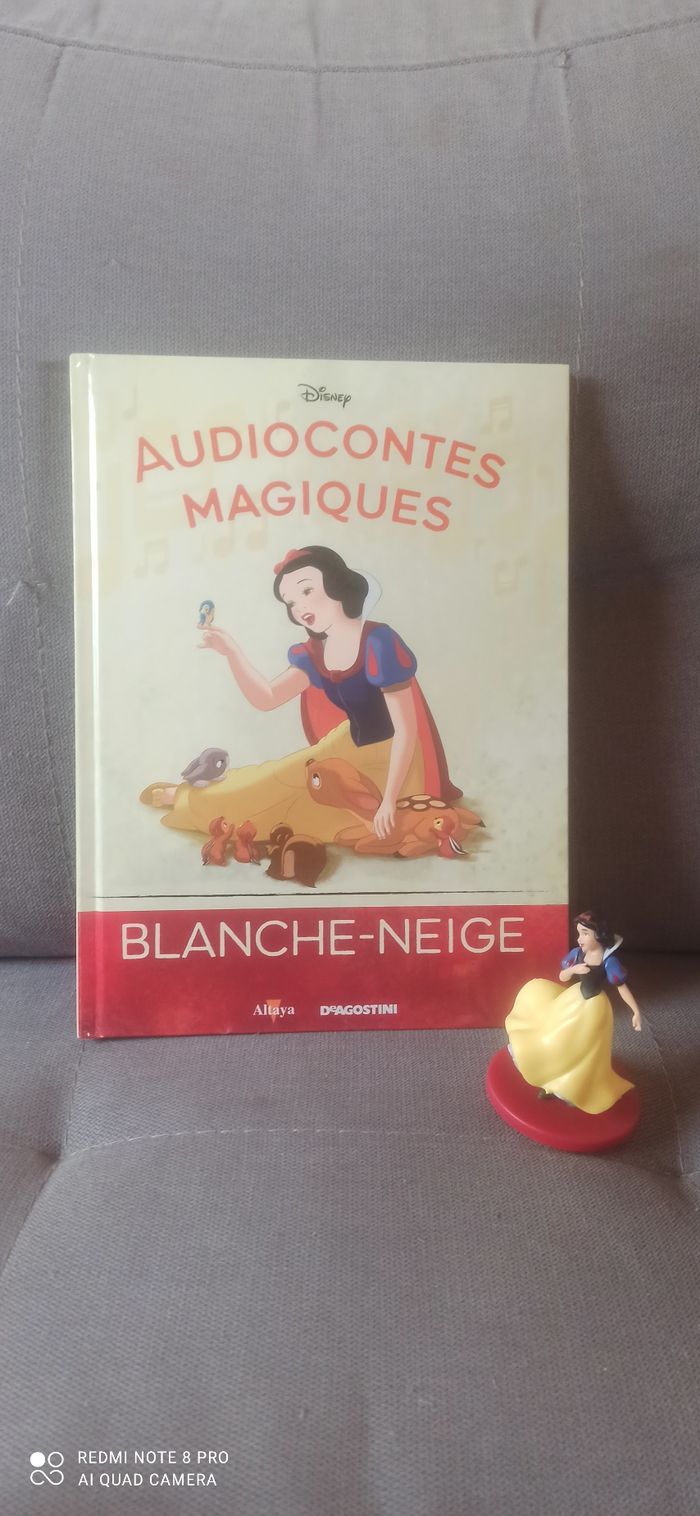 Disney
AUDIOCONTES
MAGIQUES
BLANCHE-NEIGE
Altaya DeAGOSTINI
REDMI NOTE 8 PRO
AI QUAD CAMERA